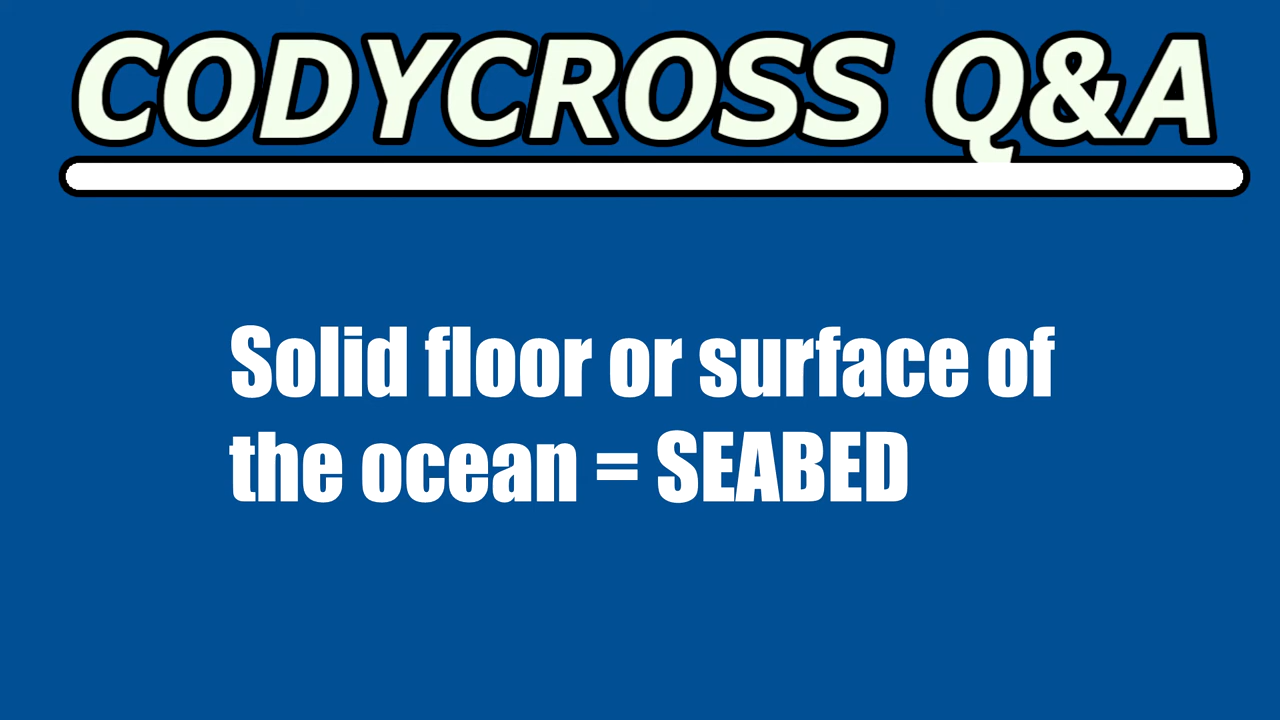 CODYCROSS Q&A
Solid floor or surface of
the ocean = SEABED